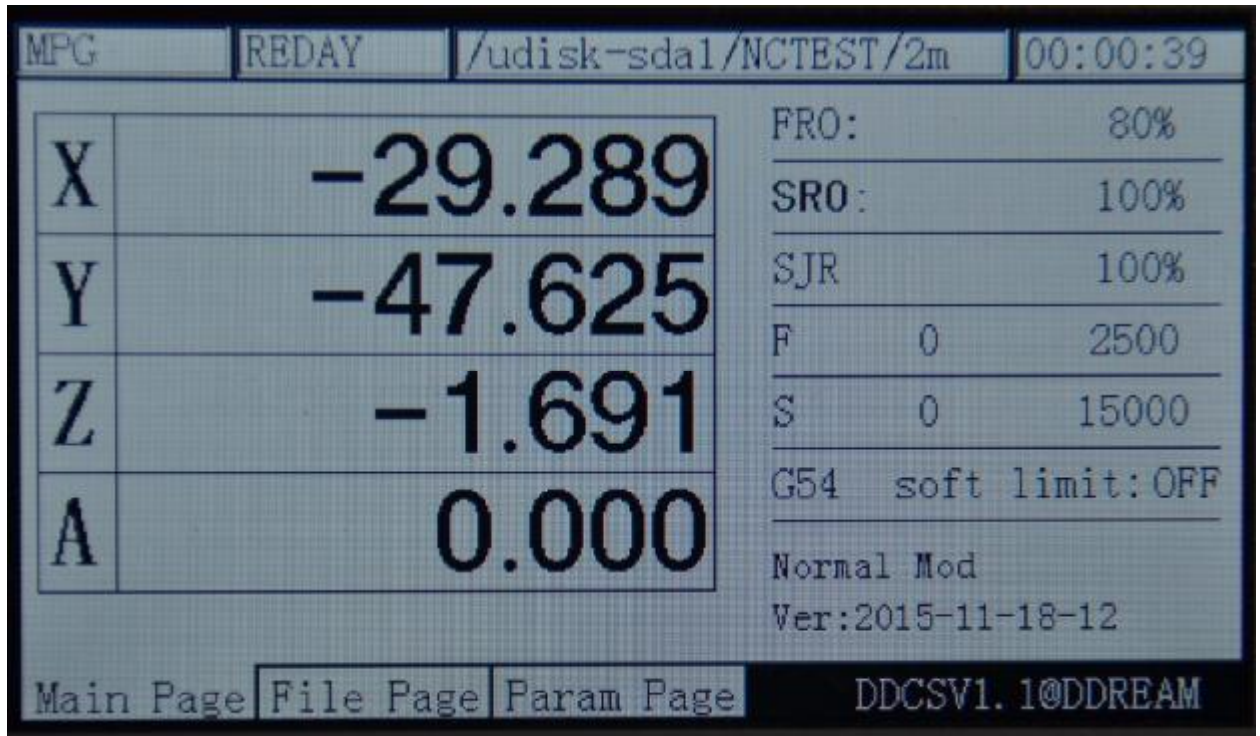 MPG REDAY /udisk-sda1/NCTEST/2m 00:00:39
X -29.289
Y -47.625
Z -1.691
A 0.000
FRO: 80%
SRO: 100%
SJR 100%
F 0 2500
S 0 15000
G54 soft limit:OFF
Normal Mod
Ver:2015-11-18-12
Main Page File Page Param Page DDCSV1.1@DDREAM